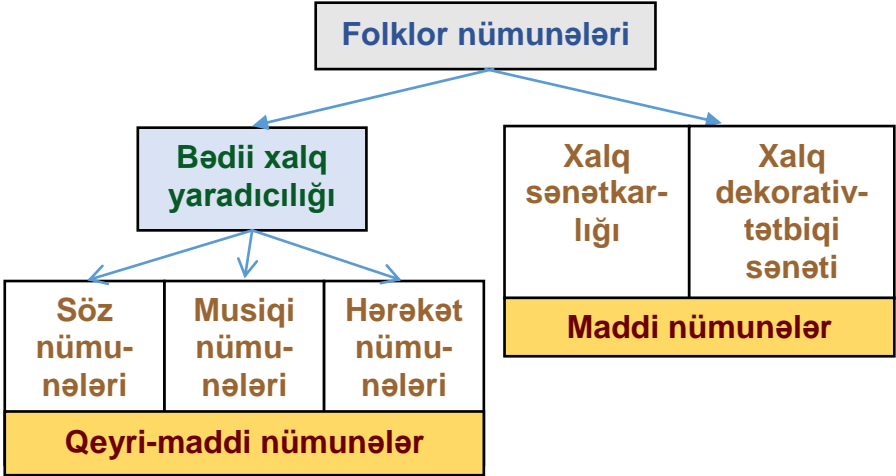 Folklor nümunələri
Bədii xalq
yaradıcılığı
Xalq
sənətkar-
lığı
Xalq
dekorativ-
tətbiqi
sənəti
Maddi nümunələr
Söz
nümu-
nələri
Musiqi
nümu-
nələri
Hərəkət
nümu-
nələri
Qeyri-maddi nümunələr